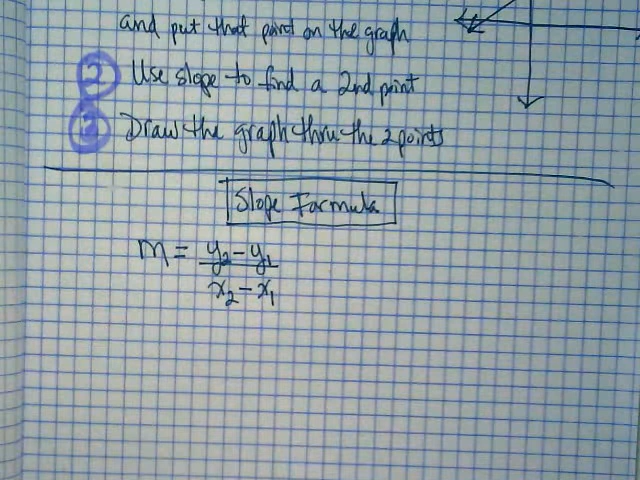 and put that point on the graph
2 Use slope to find a 2nd point
3 Draw the graph thru the 2 points
Slope Formula
m = y₂ - y₁
x₂ - x₁